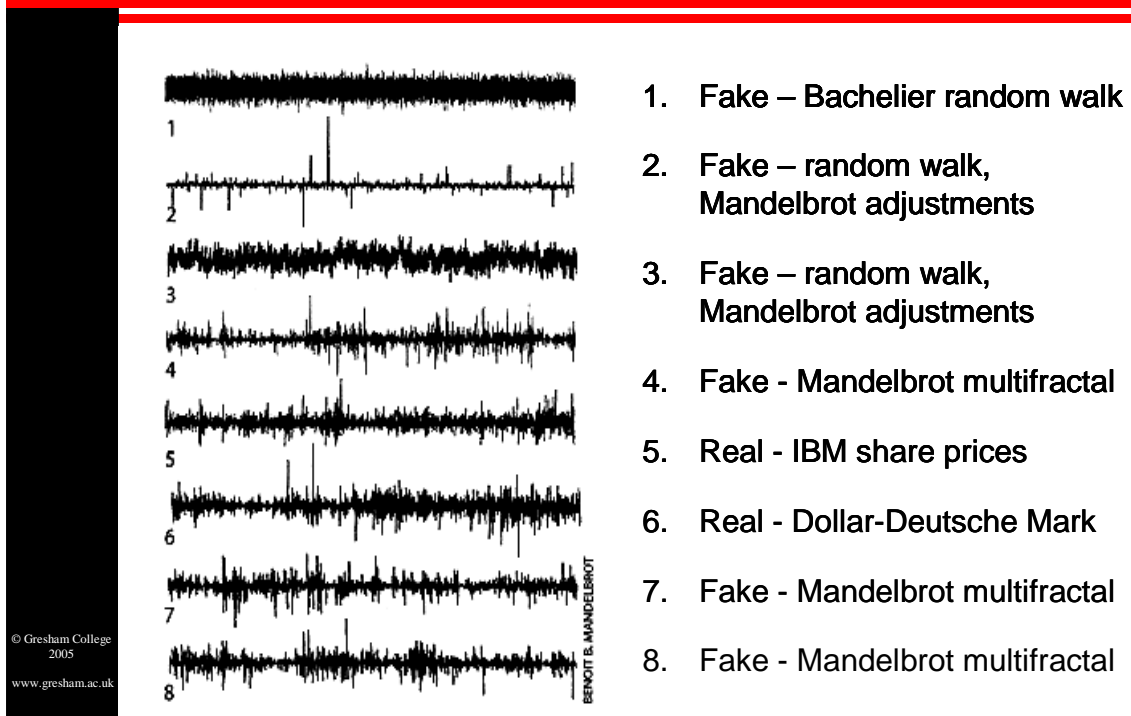 1
2
3
4
5
6
7
8
BENOIT B. MANDELBROT
1. Fake – Bachelier random walk
2. Fake – random walk,
Mandelbrot adjustments
3. Fake – random walk,
Mandelbrot adjustments
4. Fake - Mandelbrot multifractal
5. Real - IBM share prices
6. Real - Dollar-Deutsche Mark
7. Fake - Mandelbrot multifractal
8. Fake - Mandelbrot multifractal
© Gresham College
2005
www.gresham.ac.uk